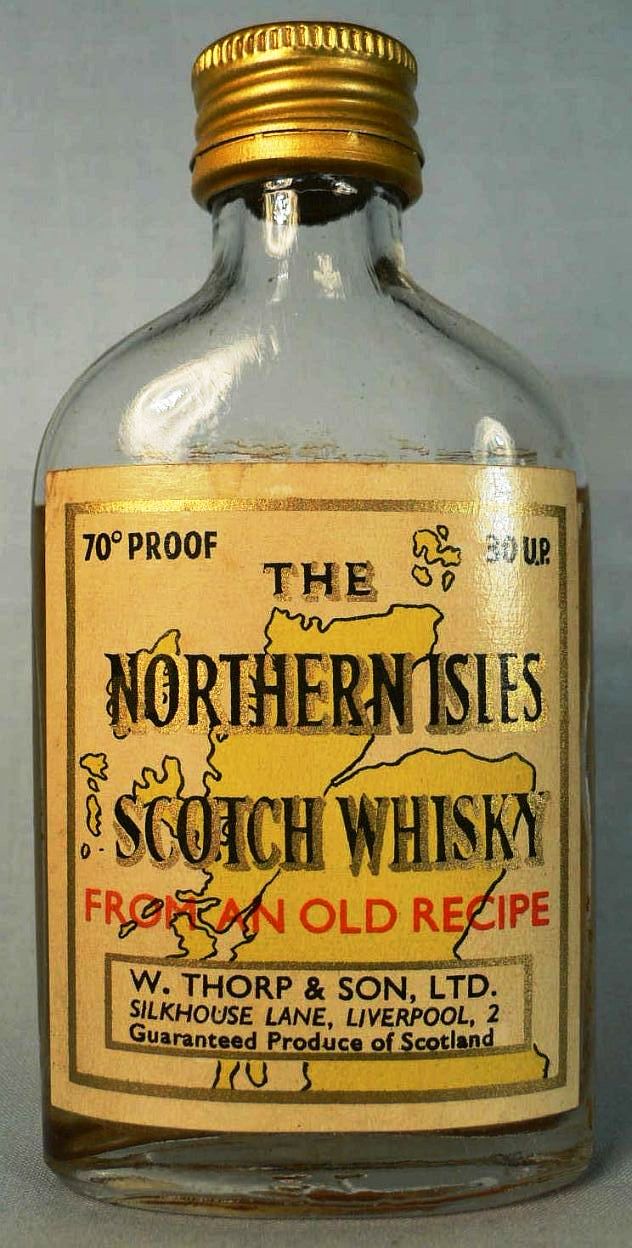 70° PROOF
30 U.P.
THE
NORTHERN ISLES
SCOTCH WHISKY
FROM AN OLD RECIPE
W. THORP & SON, LTD.
SILKHOUSE LANE, LIVERPOOL, 2
Guaranteed Produce of Scotland